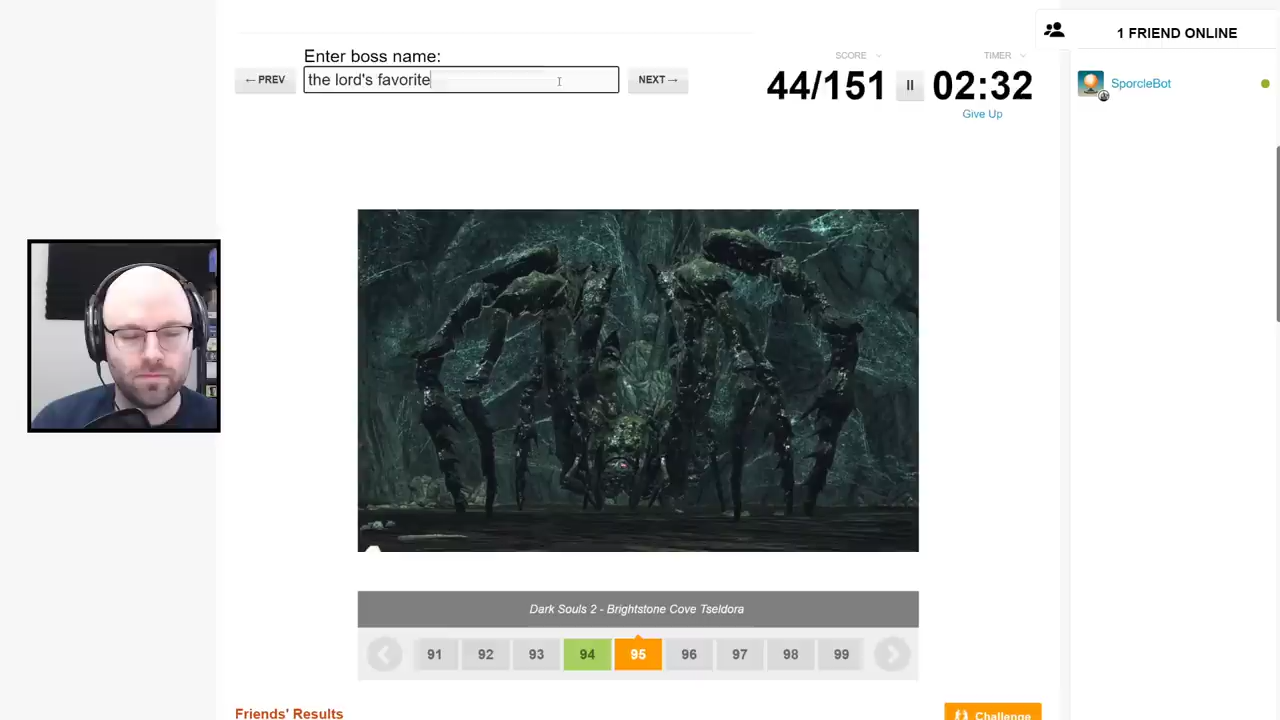 1 FRIEND ONLINE
Enter boss name:
← PREV
the lord's favorite
NEXT →
SCORE
44/151
TIMER
02:32
Give Up
SporcleBot
Dark Souls 2 - Brightstone Cove Tseldora
91 92 93 94 95 96 97 98 99
Friends' Results
Challenge